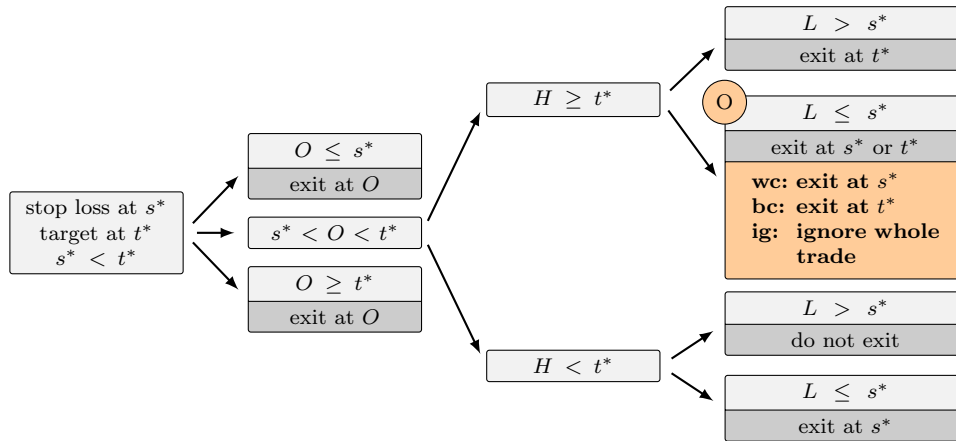 stop loss at s*
target at t*
s* < t*
O ≤ s*
exit at O
s* < O < t*
O ≥ t*
exit at O
H ≥ t*
H < t*
L > s*
exit at t*
O
L ≤ s*
exit at s* or t*
wc: exit at s*
bc: exit at t*
ig: ignore whole
trade
L > s*
do not exit
L ≤ s*
exit at s*